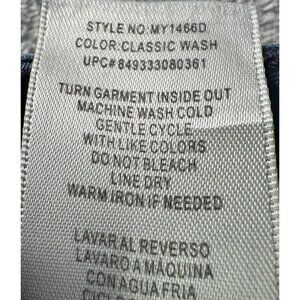 STYLE NO:MY1466D
COLOR:CLASSIC WASH
UPC#849333080361
TURN GARMENT INSIDE OUT
MACHINE WASH COLD
GENTLE CYCLE
WITH LIKE COLORS
DO NOT BLEACH
LINE DRY
WARM IRON IF NEEDED
LAVAR AL REVERSO
LAVAR O A MAQUINA
CON AGUA FRIA